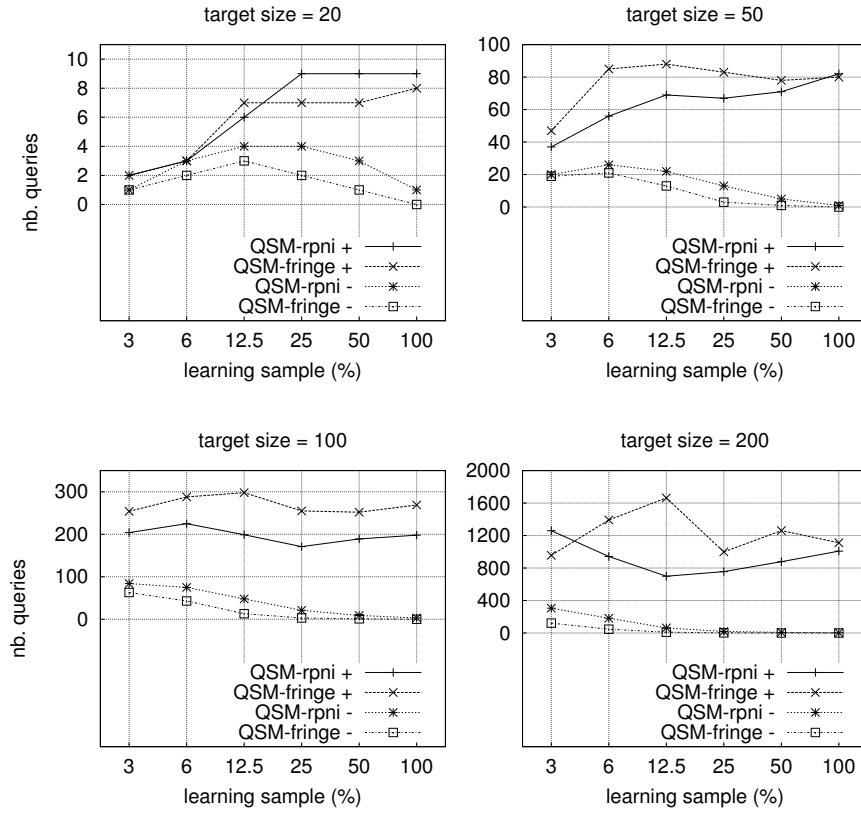 target size = 20
10
8
6
4
2
0
nb. queries
QSM-rpni +
QSM-fringe +
QSM-rpni -
QSM-fringe -
3 6 12.5 25 50 100
learning sample (%)
target size = 50
100
80
60
40
20
0
QSM-rpni +
QSM-fringe +
QSM-rpni -
QSM-fringe -
3 6 12.5 25 50 100
learning sample (%)
target size = 100
300
200
100
0
nb. queries
QSM-rpni +
QSM-fringe +
QSM-rpni -
QSM-fringe -
3 6 12.5 25 50 100
learning sample (%)
target size = 200
2000
1600
1200
800
400
0
QSM-rpni +
QSM-fringe +
QSM-rpni -
QSM-fringe -
3 6 12.5 25 50 100
learning sample (%)